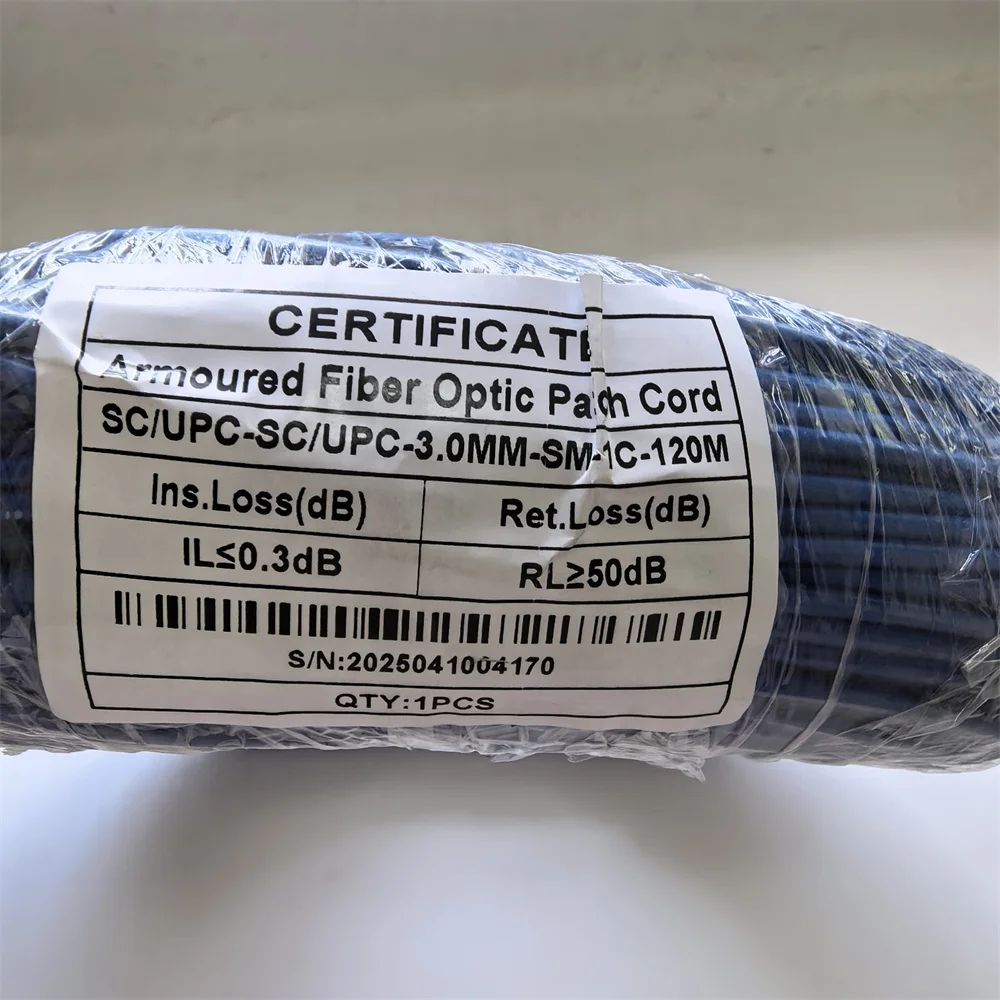 CERTIFICATE
Armoured Fiber Optic Patch Cord
SC/UPC-SC/UPC-3.0MM-SM-1C-120M
Ins.Loss(dB) Ret.Loss(dB)
IL≤0.3dB RL≥50dB
S/N:2025041004170
QTY:1PCS